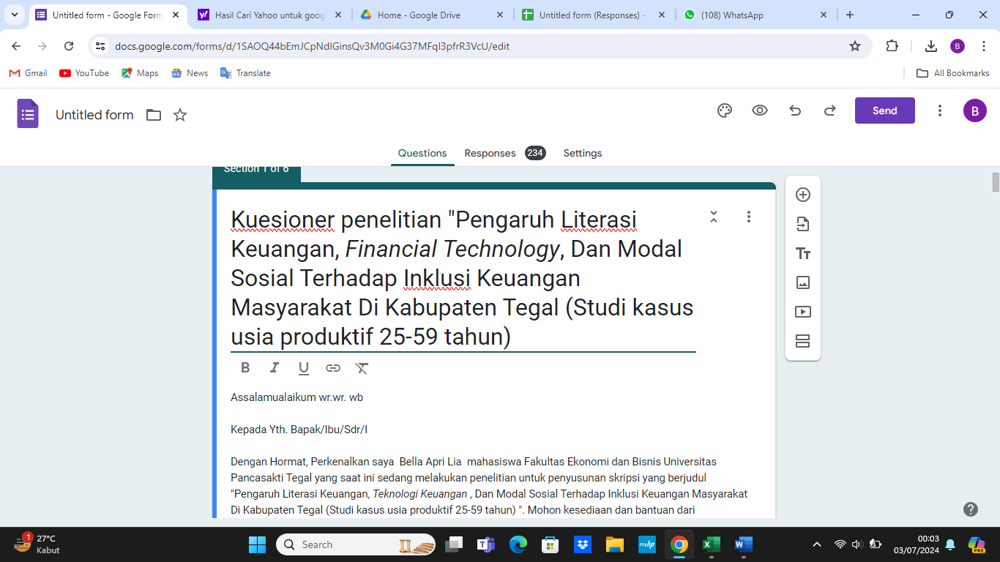 Untitled form - Google Form
Hasil Cari Yahoo untuk goog
Home - Google Drive
Untitled form (Responses) -
(108) WhatsApp
docs.google.com/forms/d/1SAOQ44bEmJCpNdIGinsQv3M0Gi4G37MFqI3pfrR3VcU/edit
B
Gmail
YouTube
Maps
News
Translate
All Bookmarks
Untitled form
Send
B
Questions
Responses 234
Settings
Section 1 of 6
Kuesioner penelitian "Pengaruh Literasi
Keuangan, Financial Technology, Dan Modal
Sosial Terhadap Inklusi Keuangan
Masyarakat Di Kabupaten Tegal (Studi kasus
usia produktif 25-59 tahun)
B I U
Assalamualaikum wr.wr. wb
Kepada Yth. Bapak/Ibu/Sdr/I
Dengan Hormat, Perkenalkan saya  Bella Apri Lia  mahasiswa Fakultas Ekonomi dan Bisnis Universitas
Pancasakti Tegal yang saat ini sedang melakukan penelitian untuk penyusunan skripsi yang berjudul
"Pengaruh Literasi Keuangan, Teknologi Keuangan , Dan Modal Sosial Terhadap Inklusi Keuangan Masyarakat
Di Kabupaten Tegal (Studi kasus usia produktif 25-59 tahun) ". Mohon kesediaan dan bantuan dari
1
27°C
Kabut
Search
myhp
00:03
03/07/2024
PRE